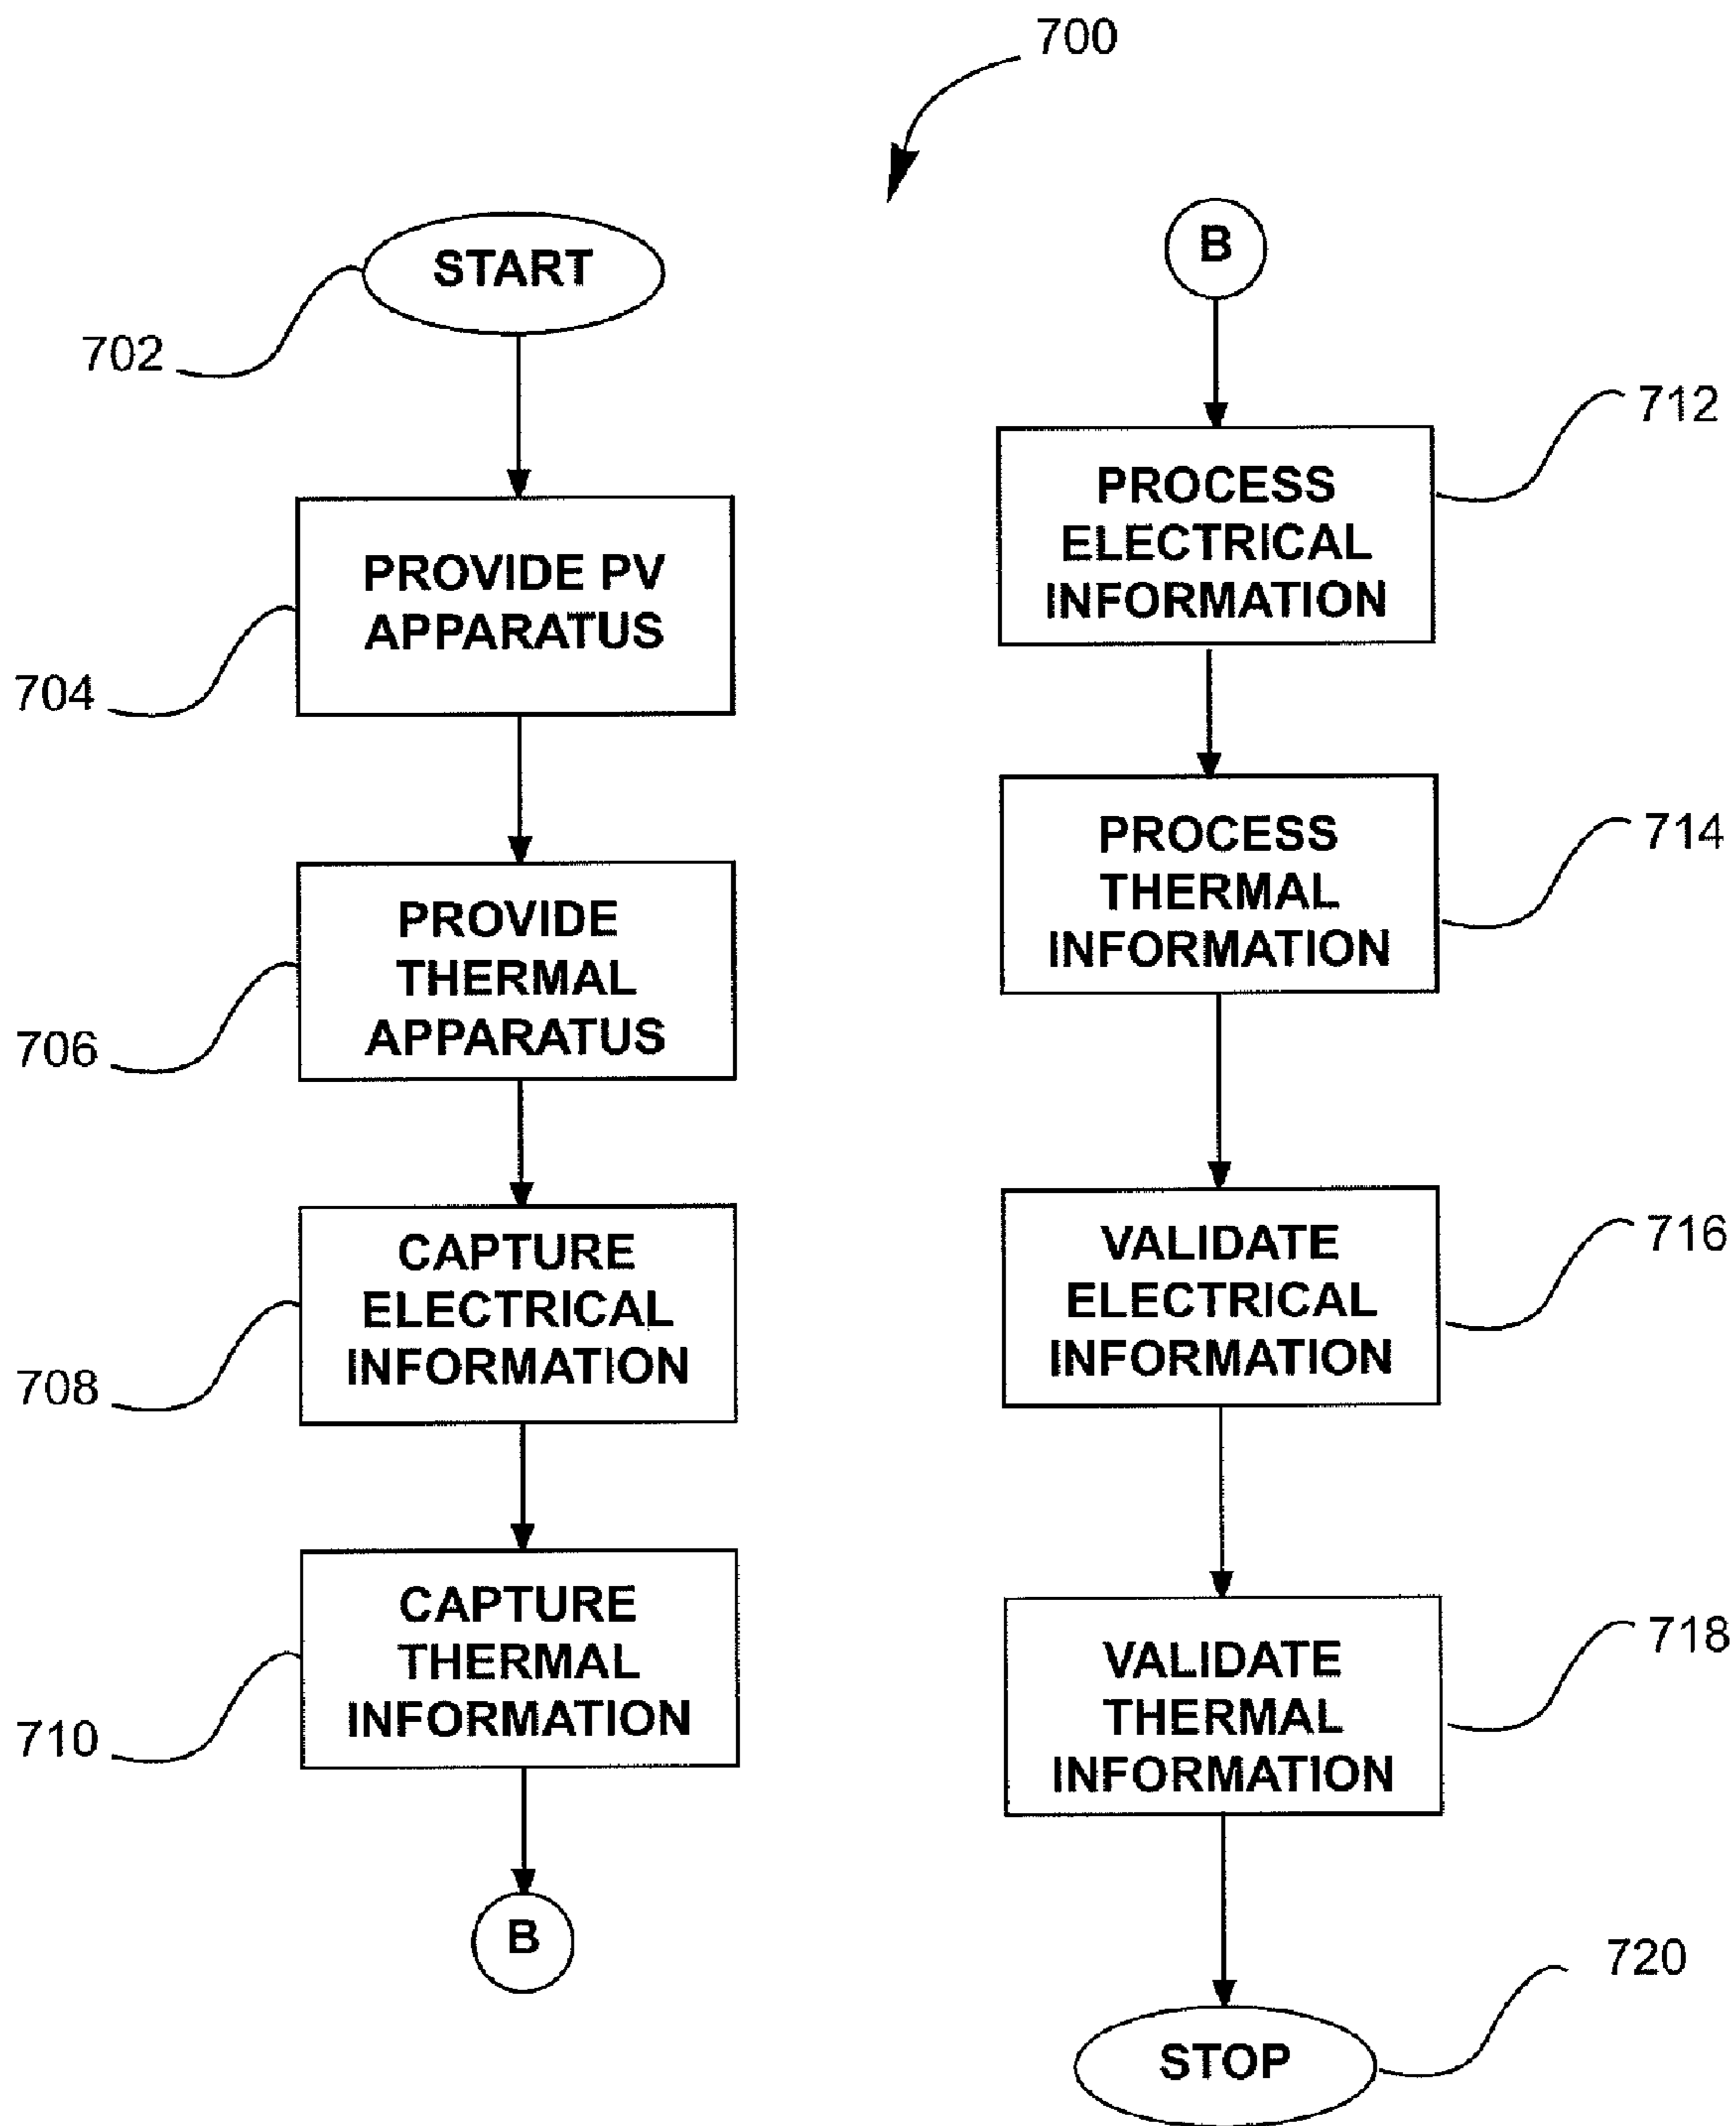 700
START
702
PROVIDE PV
APPARATUS
704
PROVIDE
THERMAL
APPARATUS
706
CAPTURE
ELECTRICAL
INFORMATION
708
CAPTURE
THERMAL
INFORMATION
710
B
B
712
PROCESS
ELECTRICAL
INFORMATION
714
PROCESS
THERMAL
INFORMATION
716
VALIDATE
ELECTRICAL
INFORMATION
718
VALIDATE
THERMAL
INFORMATION
720
STOP